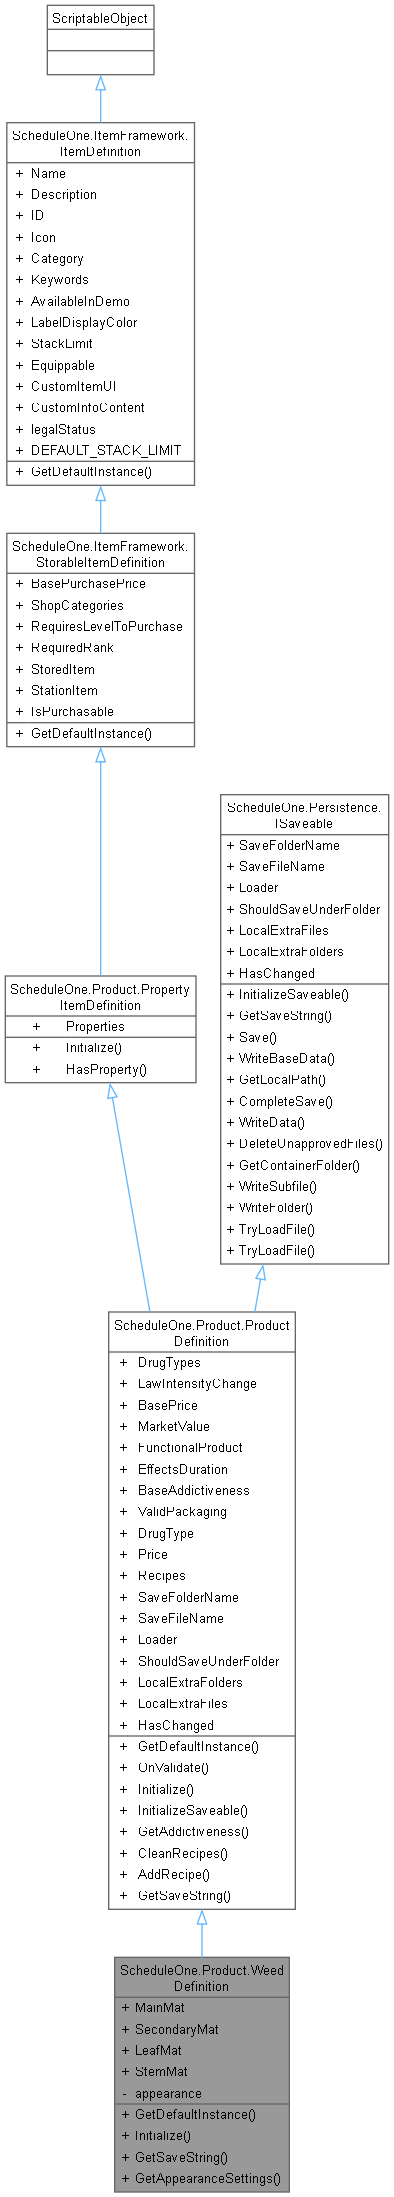 ScriptableObject
ScheduleOne.ItemFramework.
ItemDefinition
+ Name
+ Description
+ ID
+ Icon
+ Category
+ Keywords
+ AvailableInDemo
+ LabelDisplayColor
+ StackLimit
+ Equippable
+ CustomItemUI
+ CustomInfoContent
+ legalStatus
+ DEFAULT_STACK_LIMIT
+ GetDefaultInstance()
ScheduleOne.ItemFramework.
StorableItemDefinition
+ BasePurchasePrice
+ ShopCategories
+ RequiresLevelToPurchase
+ RequiredRank
+ StoredItem
+ StationItem
+ IsPurchasable
+ GetDefaultInstance()
ScheduleOne.Persistence.
ISaveable
+ SaveFolderName
+ SaveFileName
+ Loader
+ ShouldSaveUnderFolder
+ LocalExtraFiles
+ LocalExtraFolders
+ HasChanged
+ InitializeSaveable()
+ GetSaveString()
+ Save()
+ WriteBaseData()
+ GetLocalPath()
+ CompleteSave()
+ WriteData()
+ DeleteUnapprovedFiles()
+ GetContainerFolder()
+ WriteSubfile()
+ WriteFolder()
+ TryLoadFile()
+ TryLoadFile()
ScheduleOne.Product.Property
ItemDefinition
+ Properties
+ Initialize()
+ HasProperty()
ScheduleOne.Product.Product
Definition
+ DrugTypes
+ LawIntensityChange
+ BasePrice
+ MarketValue
+ FunctionalProduct
+ EffectsDuration
+ BaseAddictiveness
+ ValidPackaging
+ DrugType
+ Price
+ Recipes
+ SaveFolderName
+ SaveFileName
+ Loader
+ ShouldSaveUnderFolder
+ LocalExtraFolders
+ LocalExtraFiles
+ HasChanged
+ GetDefaultInstance()
+ OnValidate()
+ Initialize()
+ InitializeSaveable()
+ GetAddictiveness()
+ CleanRecipes()
+ AddRecipe()
+ GetSaveString()
ScheduleOne.Product.Weed
Definition
+ MainMat
+ SecondaryMat
+ LeafMat
+ StemMat
- appearance
+ GetDefaultInstance()
+ Initialize()
+ GetSaveString()
+ GetAppearanceSettings()